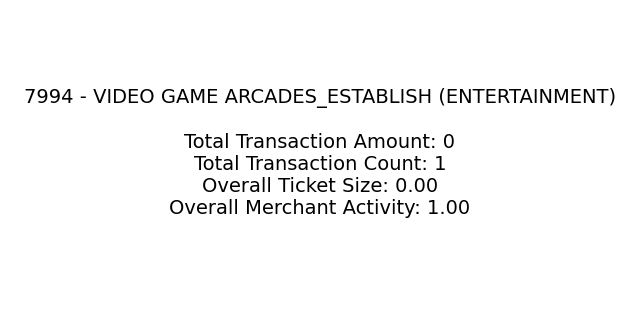 7994 - VIDEO GAME ARCADES_ESTABLISH (ENTERTAINMENT)
Total Transaction Amount: 0
Total Transaction Count: 1
Overall Ticket Size: 0.00
Overall Merchant Activity: 1.00